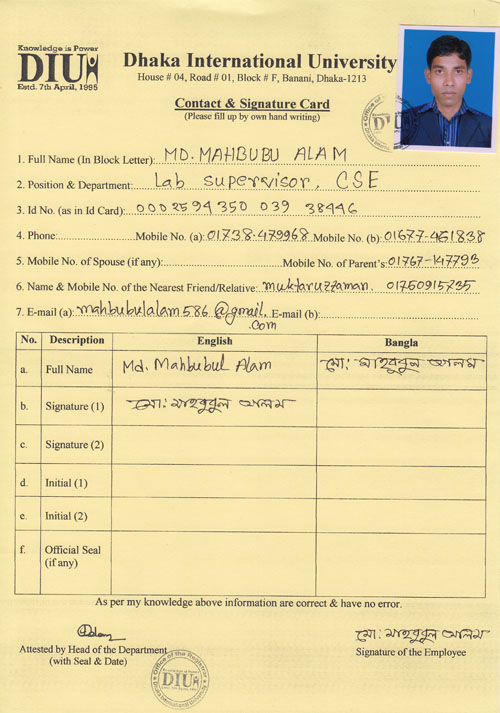 Knowledge is Power
DIU
Estd. 7th April, 1995
Dhaka International University
House # 04, Road # 01, Block # F, Banani, Dhaka-1213
Contact & Signature Card
(Please fill up by own hand writing)
1. Full Name (In Block Letter): MD. MAHBUBU ALAM
2. Position & Department: Lab Supervisor, CSE
3. Id No. (as in Id Card): 0002594350 039 38446
4. Phone: Mobile No. (a): 01738-479968 Mobile No. (b): 01677-461838
5. Mobile No. of Spouse (if any): Mobile No. of Parent's: 01767-147793
6. Name & Mobile No. of the Nearest Friend/Relative: muktaruzzaman. 01750915735
7. E-mail (a): mahbubulalam586@gmail.com E-mail (b):
No. Description English Bangla
a. Full Name Md. Mahbubul Alam মো: মাহবুবুল আলম
b. Signature (1) মো: মাহবুবুল আলম
c. Signature (2)
d. Initial (1)
e. Initial (2)
f. Official Seal
(if any)
As per my knowledge above information are correct & have no error.
মো: মাহবুবুল আলম
Attested by Head of the Department Signature of the Employee
(with Seal & Date)
Office of the Registrar
DIU